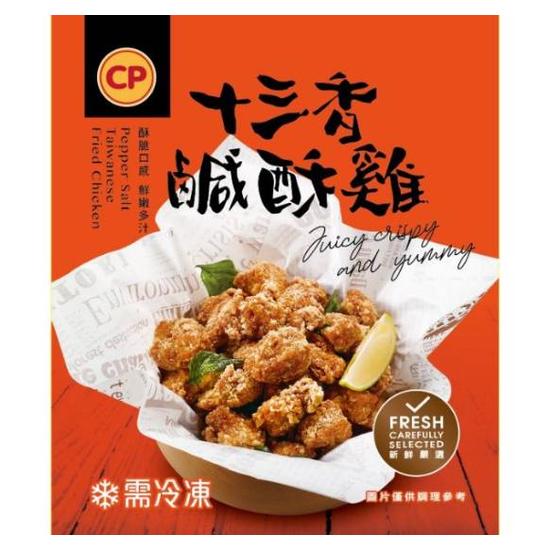 CP
十三香
鹹酥雞
酥脆口感 鮮嫩多汁
Pepper Salt
Taiwanese
Fried Chicken
Juicy crispy
and yummy
FRESH
CAREFULLY
SELECTED
新鮮嚴選
需冷凍
圖片僅供調理參考